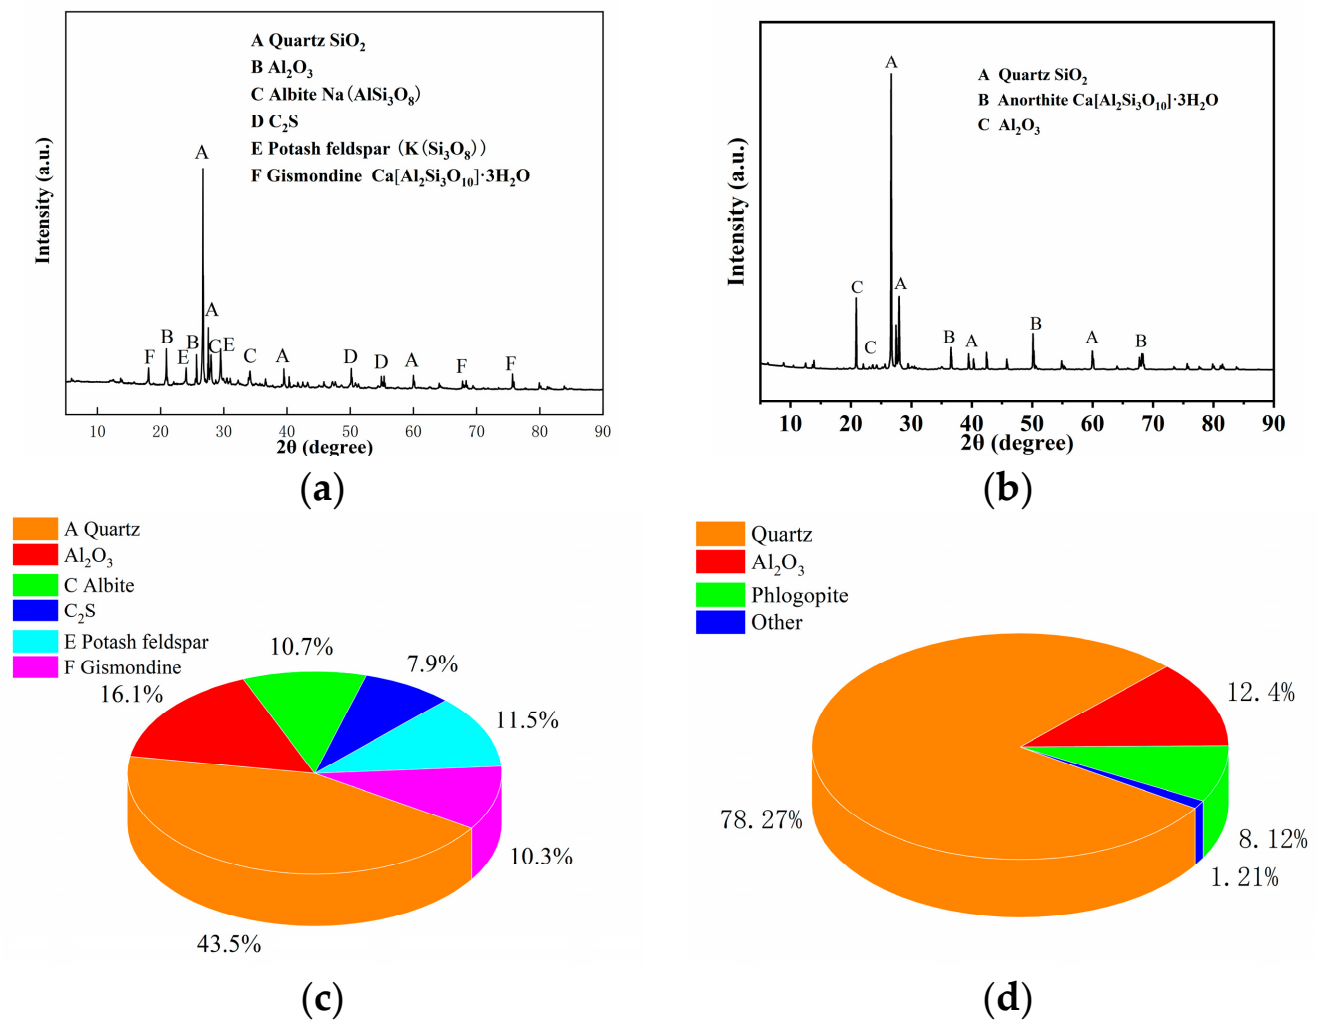 A Quartz SiO₂
B Al₂O₃
C Albite Na(AlSi₃O₈)
D C₂S
E Potash feldspar (K(Si₃O₈))
F Gismondine Ca[Al₂Si₃O₁₀]·3H₂O
Intensity (a.u.)
F B E B A A C E C A D D A F F
10 20 30 40 50 60 70 80 90
2θ (degree)
(a)
A Quartz SiO₂
B Anorthite Ca[Al₂Si₃O₁₀]·3H₂O
C Al₂O₃
Intensity (a.u.)
C C A A B A B A B
10 20 30 40 50 60 70 80 90
2θ (degree)
(b)
A Quartz
Al₂O₃
C Albite
C₂S
E Potash feldspar
F Gismondine
10.7%
7.9%
16.1%
11.5%
10.3%
43.5%
(c)
Quartz
Al₂O₃
Phlogopite
Other
12.4%
78.27%
8.12%
1.21%
(d)